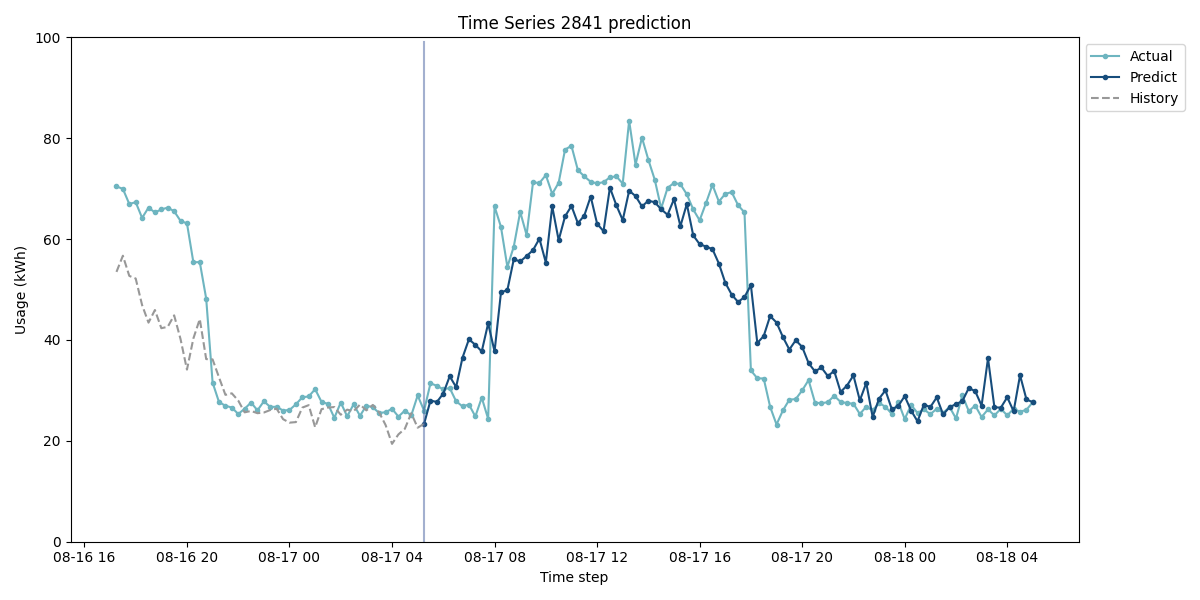 Time Series 2841 prediction
Actual
Predict
History
Usage (kWh)
100
80
60
40
20
0
08-16 16
08-16 20
08-17 00
08-17 04
08-17 08
08-17 12
08-17 16
08-17 20
08-18 00
08-18 04
Time step